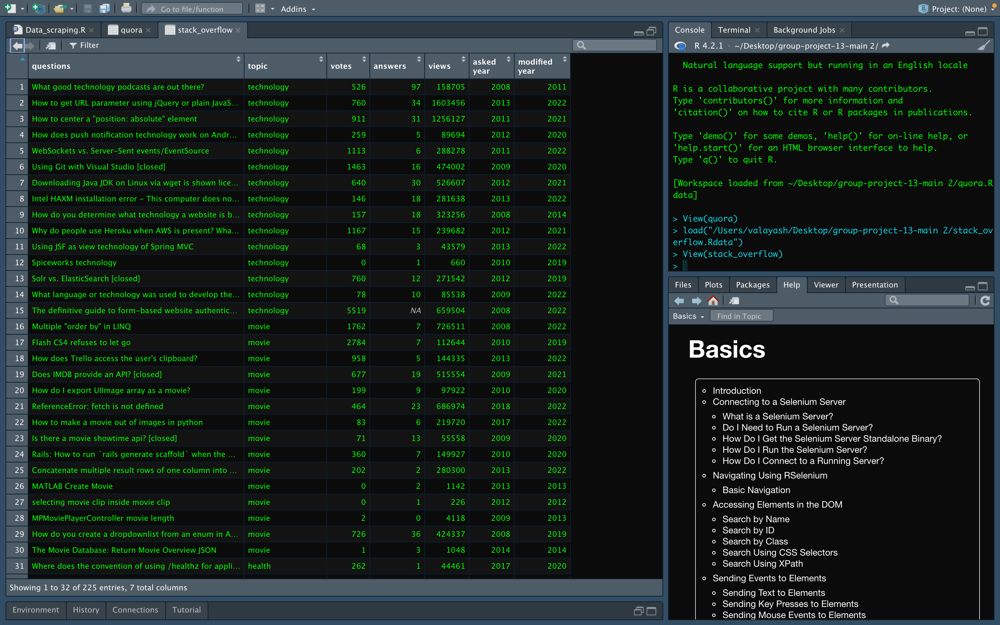 Go to file/function
Addins
Project: (None)
Data_scraping.R
quora
stack_overflow
Filter
questions topic votes answers views asked year modified year
1 What good technology podcasts are out there? technology 526 97 158705 2008 2011
2 How to get URL parameter using jQuery or plain JavaS... technology 760 34 1603456 2013 2022
3 How to center a "position: absolute" element technology 911 31 1256127 2011 2021
4 How does push notification technology work on Andr... technology 259 5 89694 2012 2020
5 WebSockets vs. Server-Sent events/EventSource technology 1113 6 288278 2011 2022
6 Using Git with Visual Studio [closed] technology 1463 16 474002 2009 2020
7 Downloading Java JDK on Linux via wget is shown lice... technology 640 30 526607 2012 2021
8 Intel HAXM installation error – This computer does no... technology 146 18 281638 2013 2022
9 How do you determine what technology a website is b... technology 157 18 323256 2008 2014
10 Why do people use Heroku when AWS is present? Wha... technology 1167 15 239682 2012 2021
11 Using JSF as view technology of Spring MVC technology 68 3 43579 2013 2022
12 Spiceworks technology technology 0 1 660 2010 2019
13 Solr vs. ElasticSearch [closed] technology 760 12 271542 2012 2019
14 What language or technology was used to develop the... technology 78 10 85538 2009 2022
15 The definitive guide to form-based website authentic... technology 5519 NA 659504 2008 2022
16 Multiple "order by" in LINQ movie 1762 7 726511 2008 2022
17 Flash CS4 refuses to let go movie 2784 7 112644 2010 2019
18 How does Trello access the user's clipboard? movie 958 5 144335 2013 2022
19 Does IMDB provide an API? [closed] movie 677 19 515554 2009 2021
20 How do I export UIImage array as a movie? movie 199 9 97922 2010 2020
21 ReferenceError: fetch is not defined movie 464 23 686974 2018 2022
22 How to make a movie out of images in python movie 83 6 219720 2017 2022
23 Is there a movie showtime api? [closed] movie 71 13 55558 2009 2020
24 Rails: How to run `rails generate scaffold` when the ... movie 360 7 149927 2010 2020
25 Concatenate multiple result rows of one column into ... movie 202 2 280300 2013 2022
26 MATLAB Create Movie movie 0 2 1142 2013 2013
27 selecting movie clip inside movie clip movie 0 1 226 2012 2012
28 MPMoviePlayerController movie length movie 2 0 4118 2009 2013
29 How do you create a dropdownlist from an enum in A... movie 726 36 424337 2008 2019
30 The Movie Database: Return Movie Overview JSON movie 1 3 1048 2014 2014
31 Where does the convention of using /healthz for appli... health 262 1 44461 2017 2020
Showing 1 to 32 of 225 entries, 7 total columns
Environment History Connections Tutorial
Console Terminal Background Jobs
R 4.2.1 · ~/Desktop/group-project-13-main 2/
Natural language support but running in an English locale
R is a collaborative project with many contributors.
Type 'contributors()' for more information and
'citation()' on how to cite R or R packages in publications.
Type 'demo()' for some demos, 'help()' for on-line help, or
'help.start()' for an HTML browser interface to help.
Type 'q()' to quit R.
[Workspace loaded from ~/Desktop/group-project-13-main 2/quora.R
data]
> View(quora)
> load("/Users/valayash/Desktop/group-project-13-main 2/stack_ov
erflow.Rdata")
> View(stack_overflow)
>
Files Plots Packages Help Viewer Presentation
Basics
Find in Topic
Basics
Introduction
Connecting to a Selenium Server
What is a Selenium Server?
Do I Need to Run a Selenium Server?
How Do I Get the Selenium Server Standalone Binary?
How Do I Run the Selenium Server?
How Do I Connect to a Running Server?
Navigating Using RSelenium
Basic Navigation
Accessing Elements in the DOM
Search by Name
Search by ID
Search by Class
Search Using CSS Selectors
Search Using XPath
Sending Events to Elements
Sending Text to Elements
Sending Key Presses to Elements
Sending Mouse Events to Elements